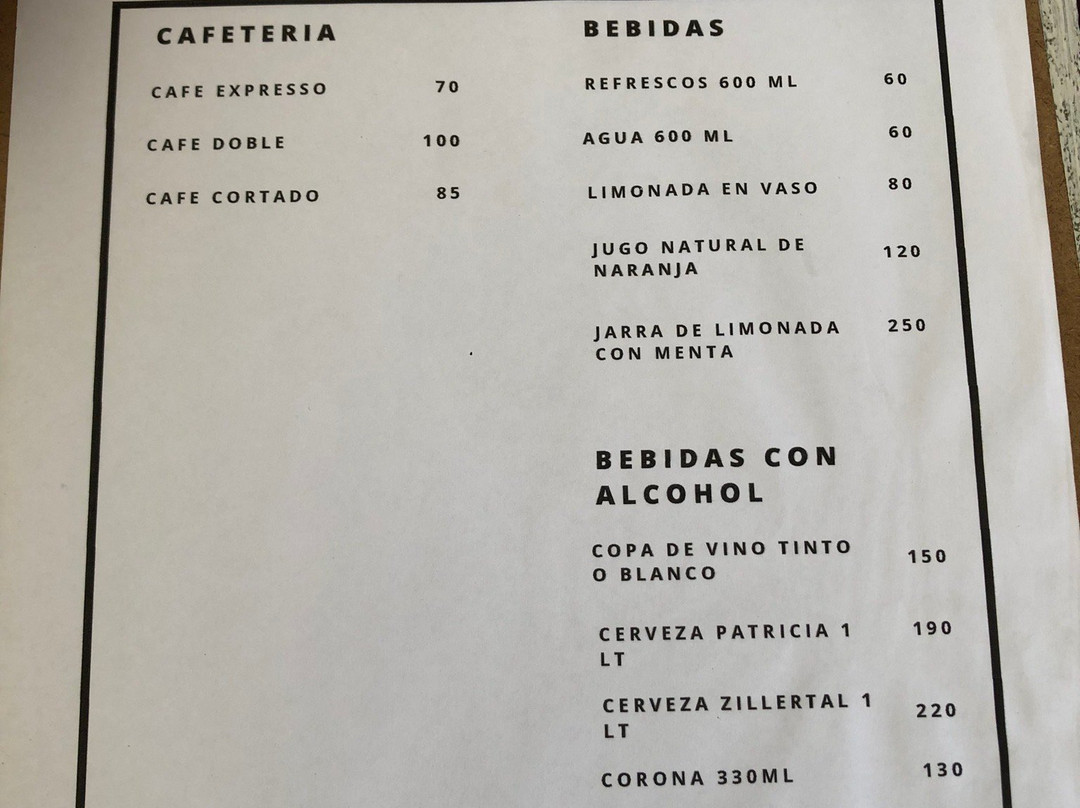 CAFETERIA
CAFE EXPRESSO 70
CAFE DOBLE 100
CAFE CORTADO 85
BEBIDAS
REFRESCOS 600 ML 60
AGUA 600 ML 60
LIMONADA EN VASO 80
JUGO NATURAL DE 120
NARANJA
JARRA DE LIMONADA 250
CON MENTA
BEBIDAS CON
ALCOHOL
COPA DE VINO TINTO 150
O BLANCO
CERVEZA PATRICIA 1 190
LT
CERVEZA ZILLERTAL 1 220
LT
CORONA 330ML 130